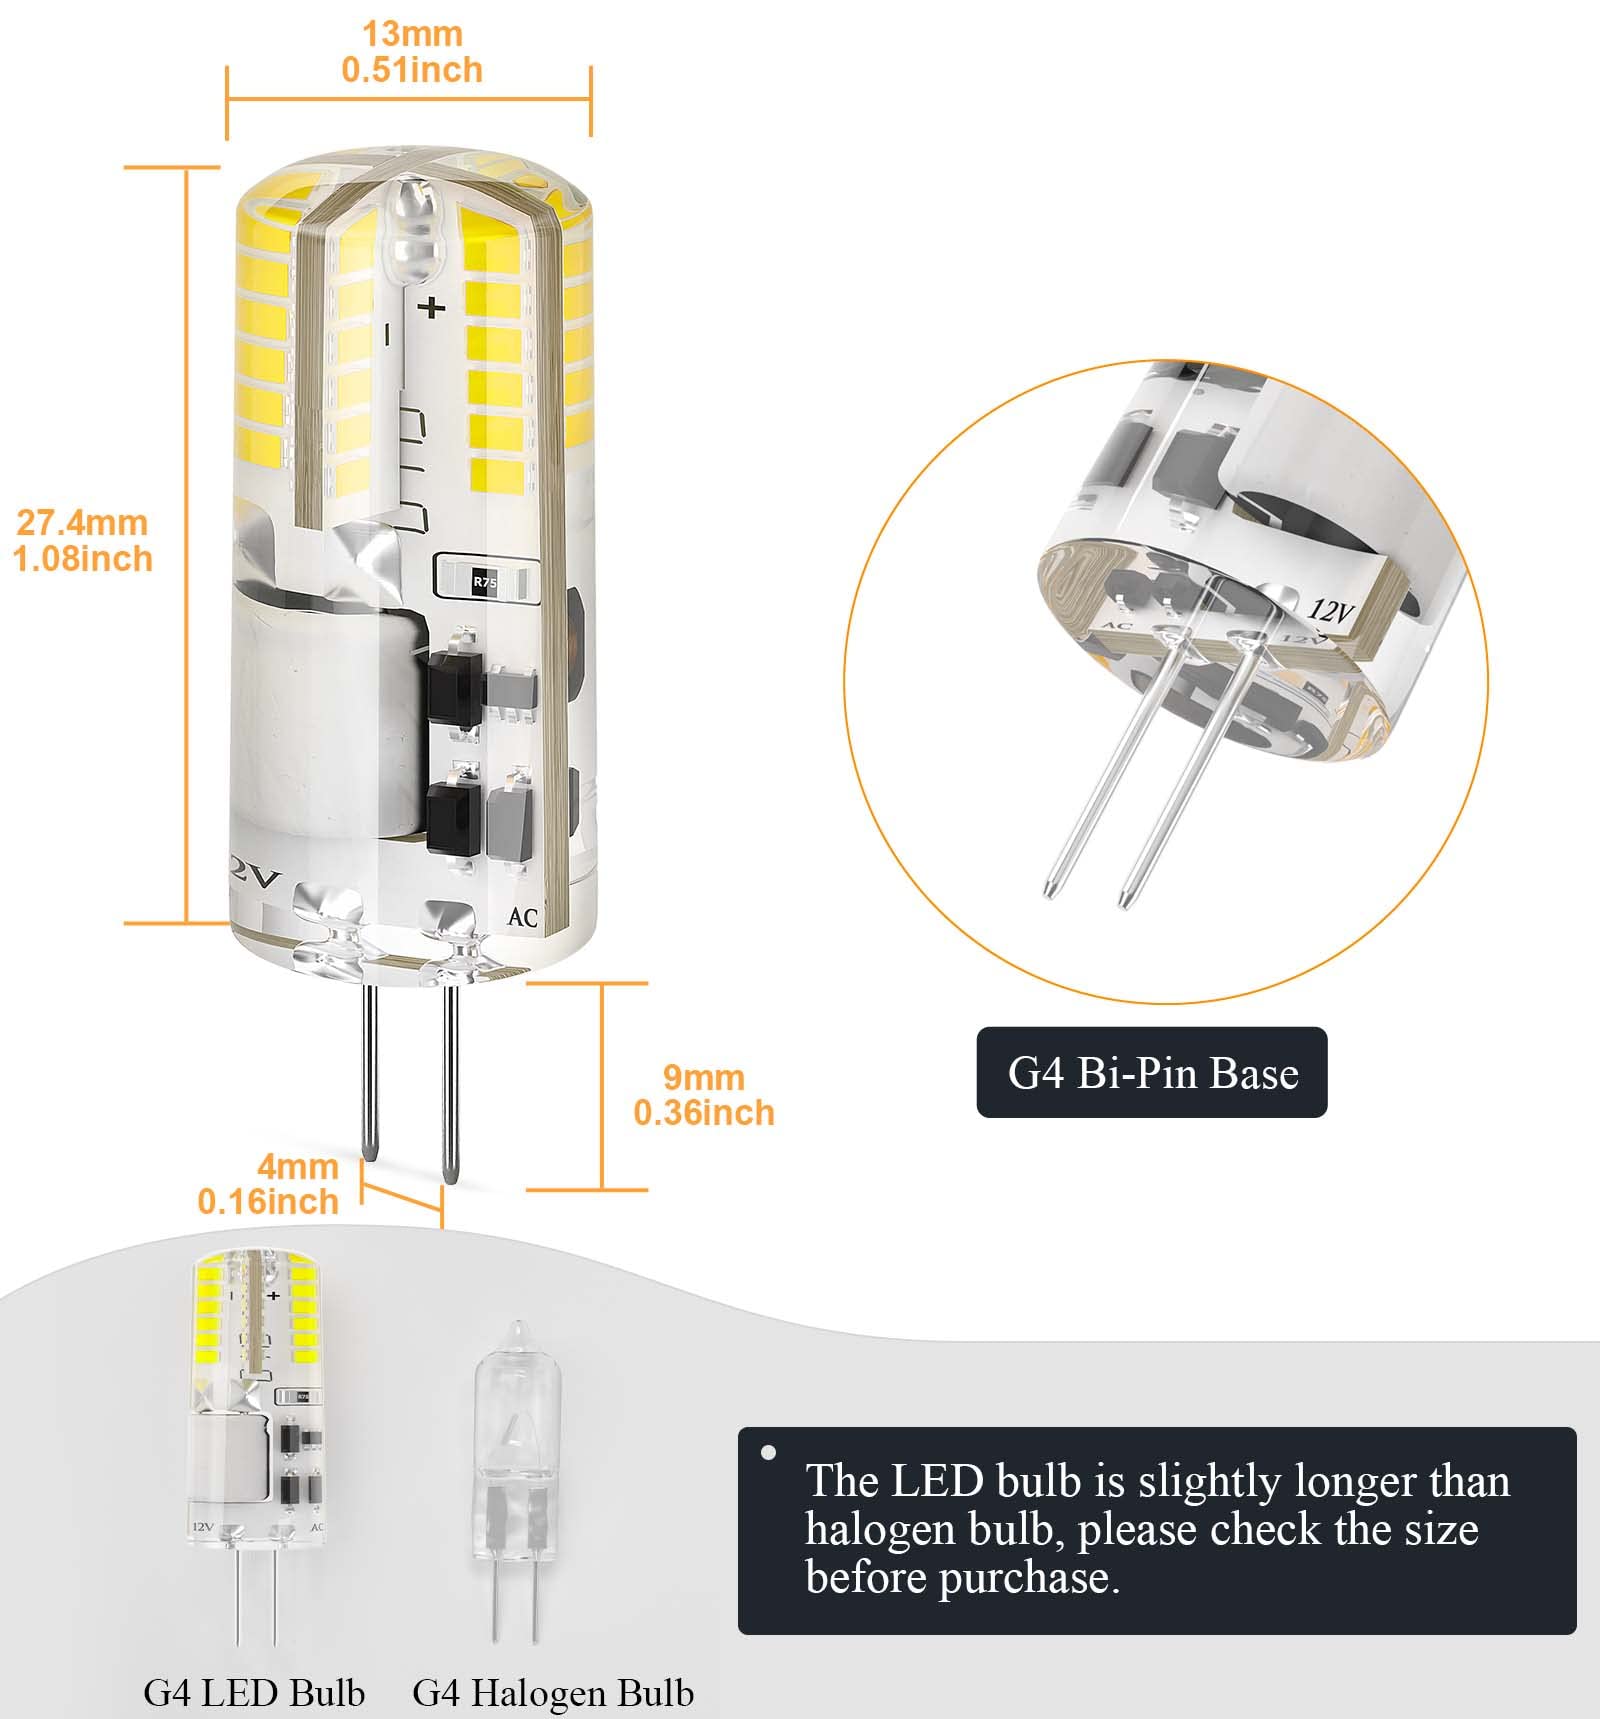 13mm
0.51inch
27.4mm
1.08inch
+
-
R75
2V
AC
9mm
0.36inch
4mm
0.16inch
12V
AC
12V
G4 Bi-Pin Base
- +
12V
AC
G4 LED Bulb
G4 Halogen Bulb
• The LED bulb is slightly longer than
halogen bulb, please check the size
before purchase.